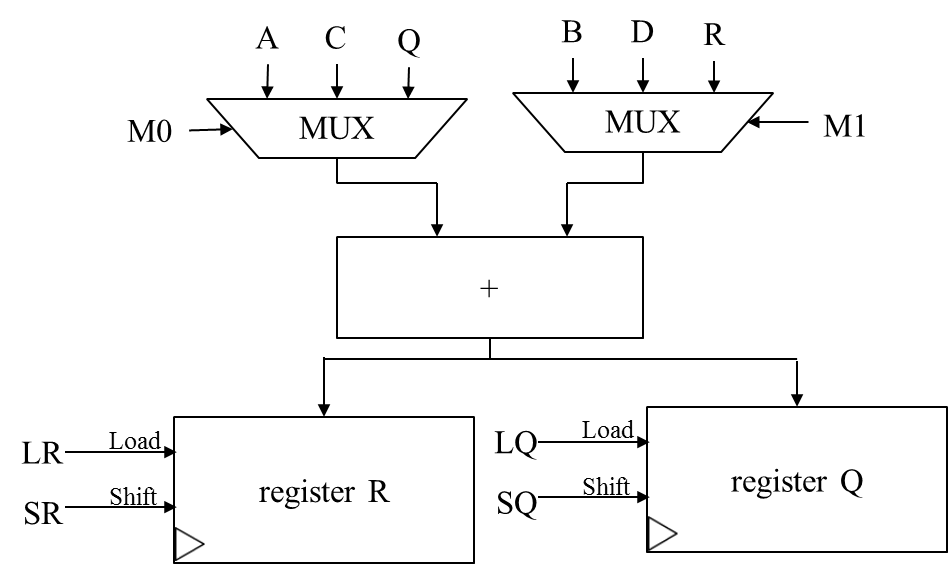 A C Q
B D R
M0
MUX
MUX
M1
+
LR
Load
SR
Shift
register R
LQ
Load
SQ
Shift
register Q